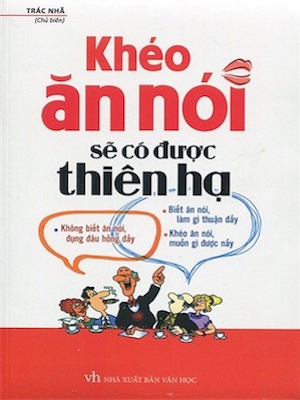 TRÁC NHÃ
(Chủ biên)
Khéo
ăn nói
sẽ có được
thiên hạ
• Không biết ăn nói,
đụng đâu hỏng đấy
• Biết ăn nói,
làm gì thuận đấy
• Khéo ăn nói,
muốn gì được nấy
vh NHÀ XUẤT BẢN VĂN HỌC